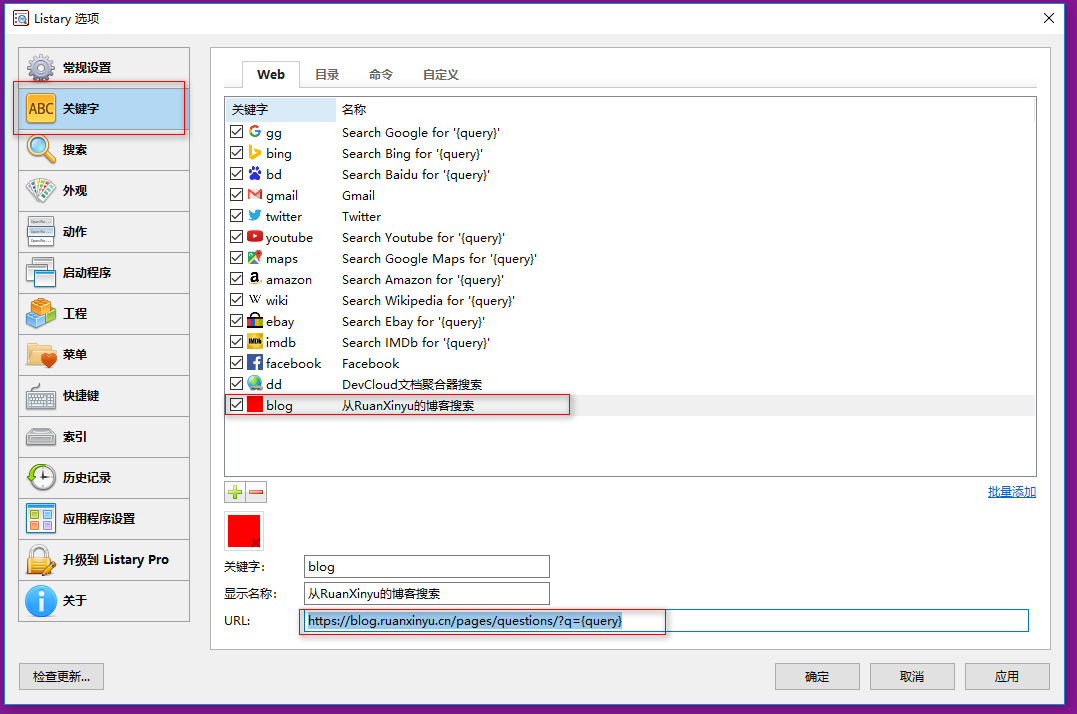 Listary 选项
常规设置
ABC
关键字
搜索
外观
动作
启动程序
工程
菜单
快捷键
索引
历史记录
应用程序设置
升级到 Listary Pro
关于
检查更新...
Web 目录 命令 自定义
关键字 名称
gg Search Google for '{query}'
bing Search Bing for '{query}'
bd Search Baidu for '{query}'
gmail Gmail
twitter Twitter
youtube Search Youtube for '{query}'
maps Search Google Maps for '{query}'
amazon Search Amazon for '{query}'
wiki Search Wikipedia for '{query}'
ebay Search Ebay for '{query}'
imdb Search IMDb for '{query}'
facebook Facebook
dd DevCloud文档聚合器搜索
blog 从RuanXinyu的博客搜索
批量添加
关键字: blog
显示名称: 从RuanXinyu的博客搜索
URL: https://blog.ruanxinyu.cn/pages/questions/?q={query}
确定 取消 应用